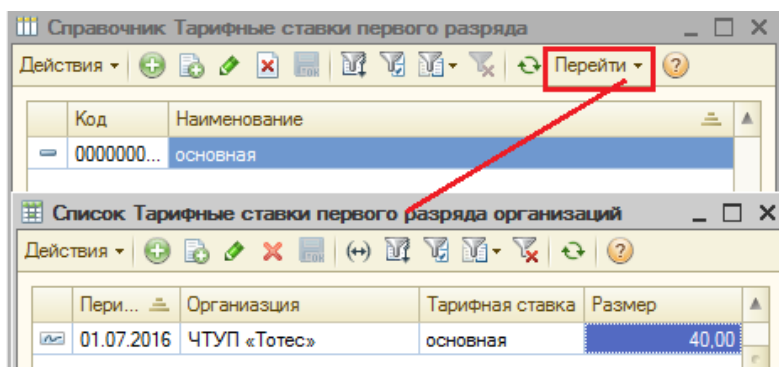 Справочник Тарифные ставки первого разряда
Действия Перейти
Код Наименование
0000000... основная
Список Тарифные ставки первого разряда организаций
Действия
Пери... Органиазция Тарифная ставка Размер
01.07.2016 ЧТУП «Тотес» основная 40,00